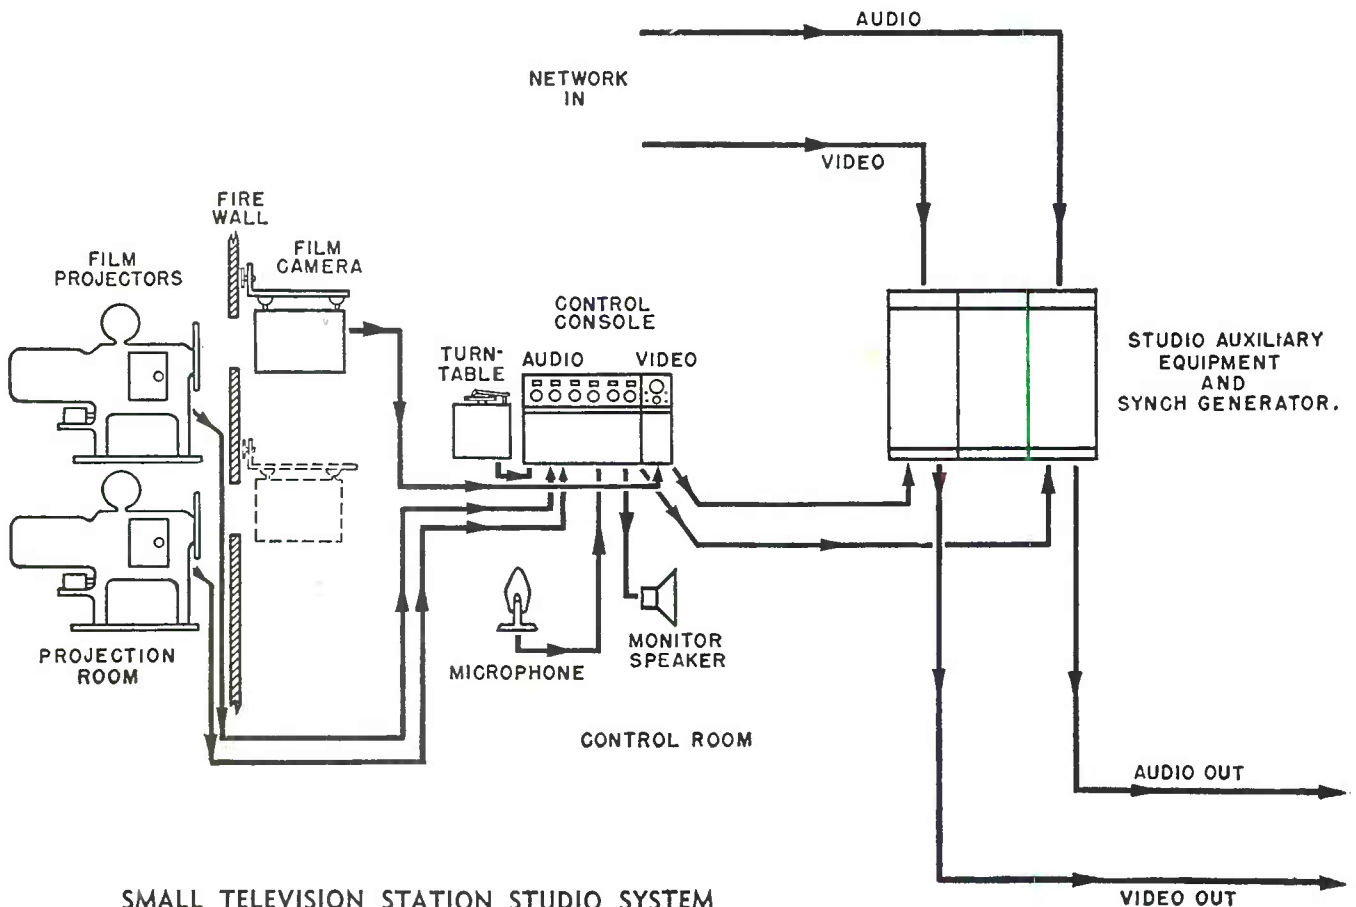 AUDIO
NETWORK
IN
VIDEO
FIRE
WALL
FILM
PROJECTORS
FILM
CAMERA
CONTROL
CONSOLE
TURN-
TABLE
AUDIO VIDEO
STUDIO AUXILIARY
EQUIPMENT
AND
SYNCH GENERATOR.
PROJECTION
ROOM
MICROPHONE
MONITOR
SPEAKER
CONTROL ROOM
AUDIO OUT
VIDEO OUT
SMALL TELEVISION STATION STUDIO SYSTEM